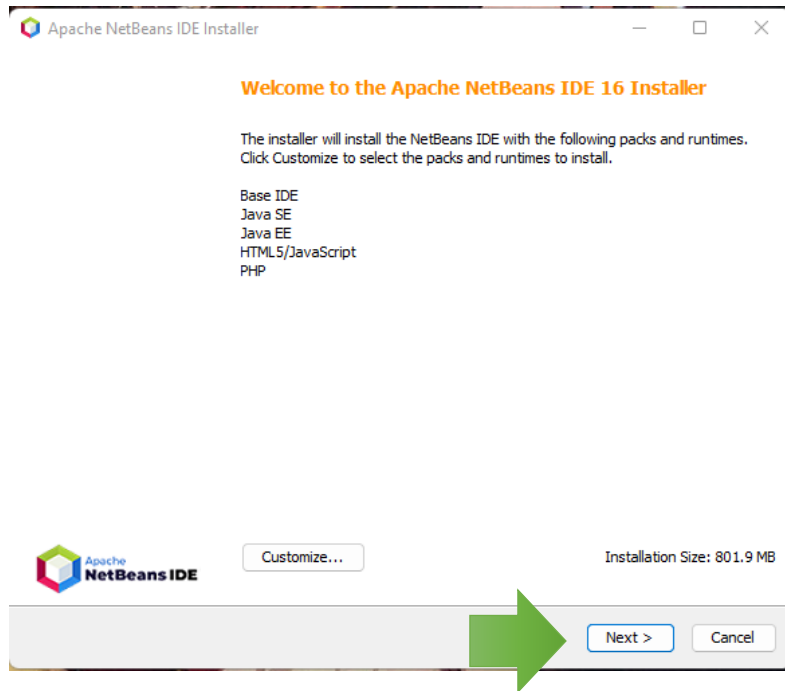 Apache NetBeans IDE Installer
Welcome to the Apache NetBeans IDE 16 Installer
The installer will install the NetBeans IDE with the following packs and runtimes.
Click Customize to select the packs and runtimes to install.
Base IDE
Java SE
Java EE
HTML5/JavaScript
PHP
Apache
NetBeans IDE
Customize...
Installation Size: 801.9 MB
Next >
Cancel